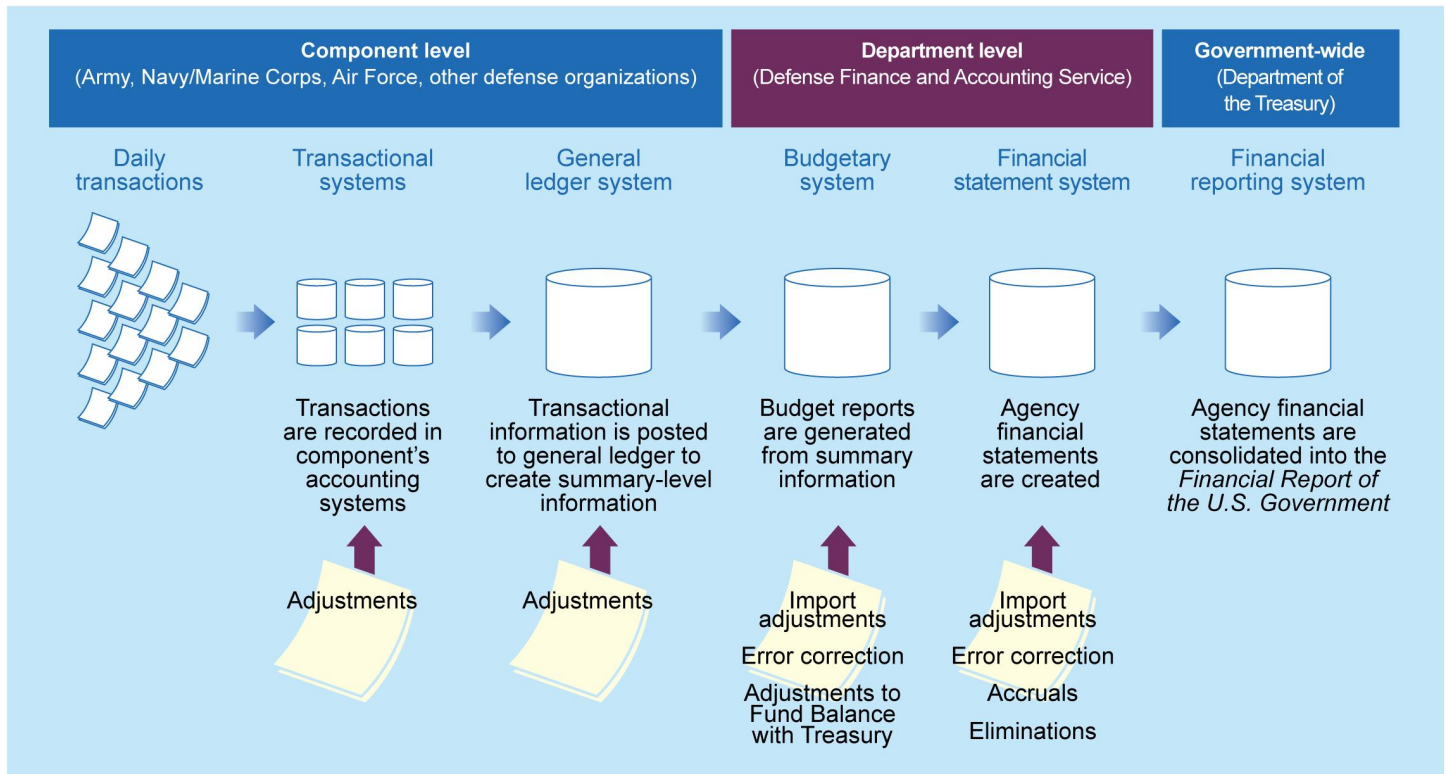 Component level
(Army, Navy/Marine Corps, Air Force, other defense organizations)
Department level
(Defense Finance and Accounting Service)
Government-wide
(Department of
the Treasury)
Daily
transactions
Transactional
systems
General
ledger system
Budgetary
system
Financial
statement system
Financial
reporting system
Transactions
are recorded in
component’s
accounting
systems
Transactional
information is posted
to general ledger to
create summary-level
information
Budget reports
are generated
from summary
information
Agency
financial
statements
are created
Agency financial
statements are
consolidated into the
Financial Report of
the U.S. Government
Adjustments
Adjustments
Import
adjustments
Error correction
Adjustments to
Fund Balance
with Treasury
Import
adjustments
Error correction
Accruals
Eliminations